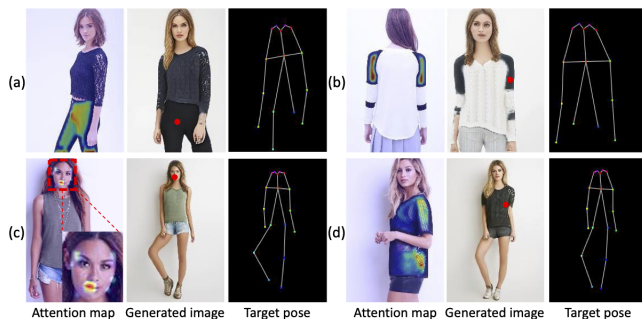 (a)
(b)
(c)
(d)
Attention map Generated image Target pose Attention map Generated image Target pose